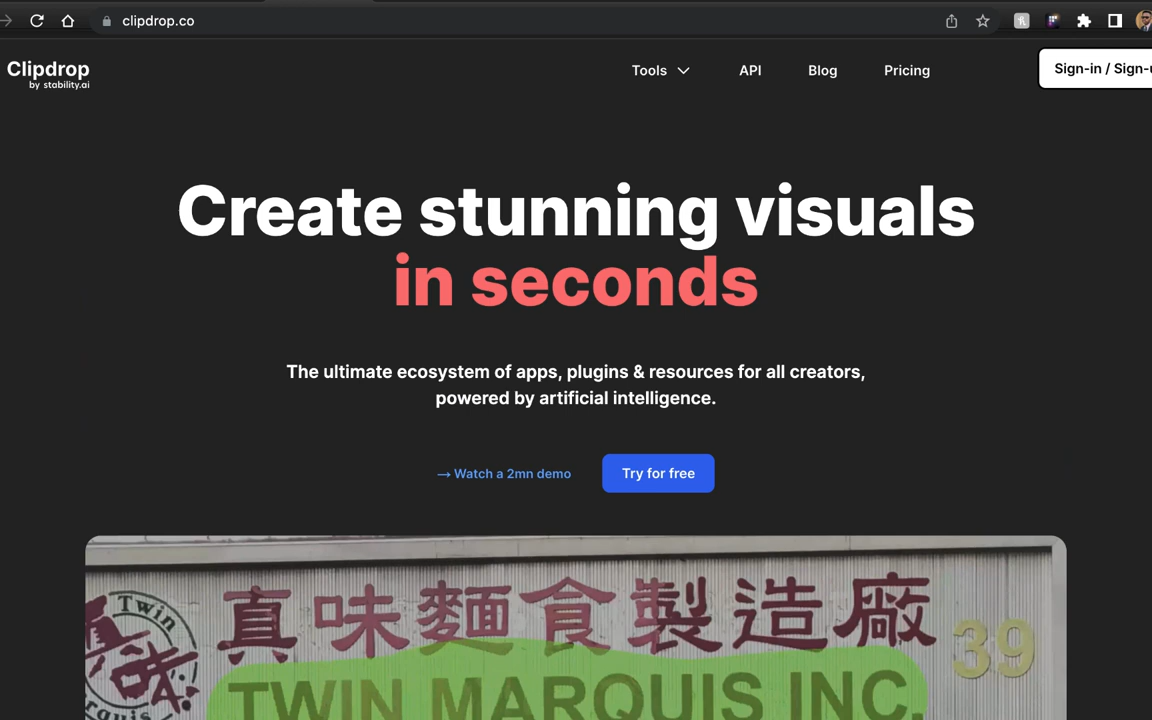 clipdrop.co
Clipdrop
by stability.ai
Tools
API
Blog
Pricing
Sign-in / Sign-u
Create stunning visuals
in seconds
The ultimate ecosystem of apps, plugins & resources for all creators,
powered by artificial intelligence.
→ Watch a 2mn demo
Try for free
真味麵食製造廠
Twin
39
TWIN MARQUIS INC.
rquis